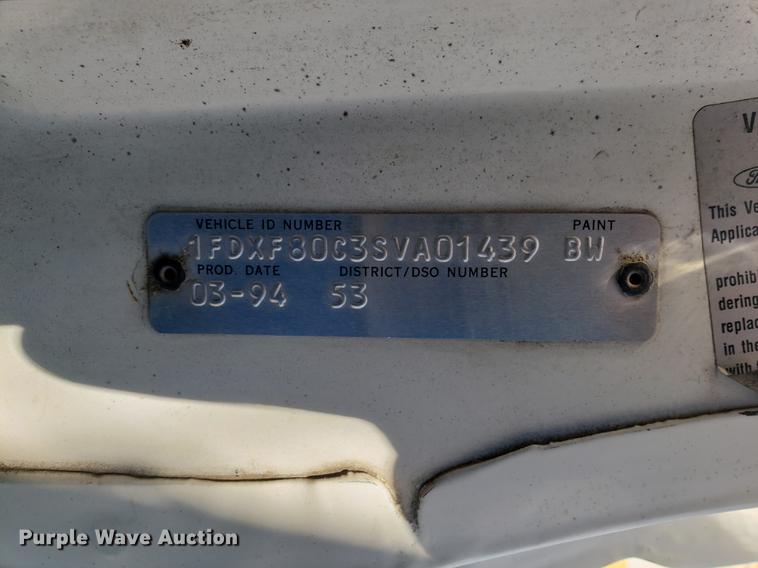 VEHICLE ID NUMBER PAINT
1FDXF80C3SVA01439 BW
PROD. DATE DISTRICT/DSO NUMBER
03-94 53
V
This Ve
Applica
prohib
dering
replac
in the
with
Purple Wave Auction